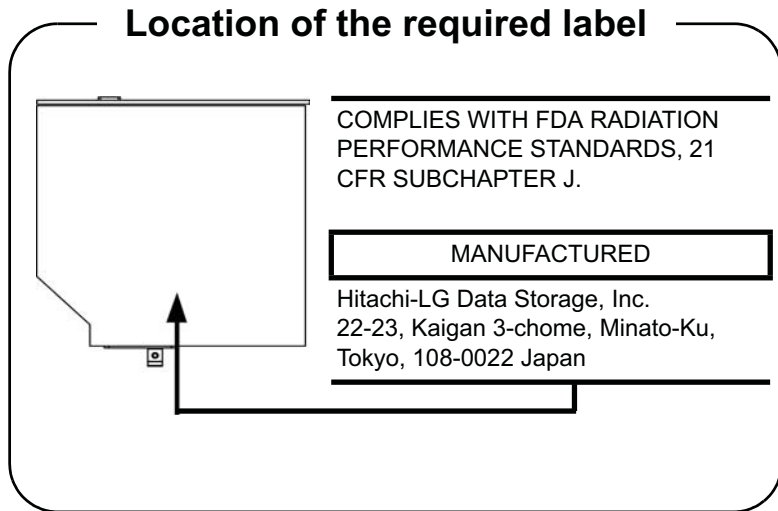 Location of the required label
COMPLIES WITH FDA RADIATION
PERFORMANCE STANDARDS, 21
CFR SUBCHAPTER J.
MANUFACTURED
Hitachi-LG Data Storage, Inc.
22-23, Kaigan 3-chome, Minato-Ku,
Tokyo, 108-0022 Japan